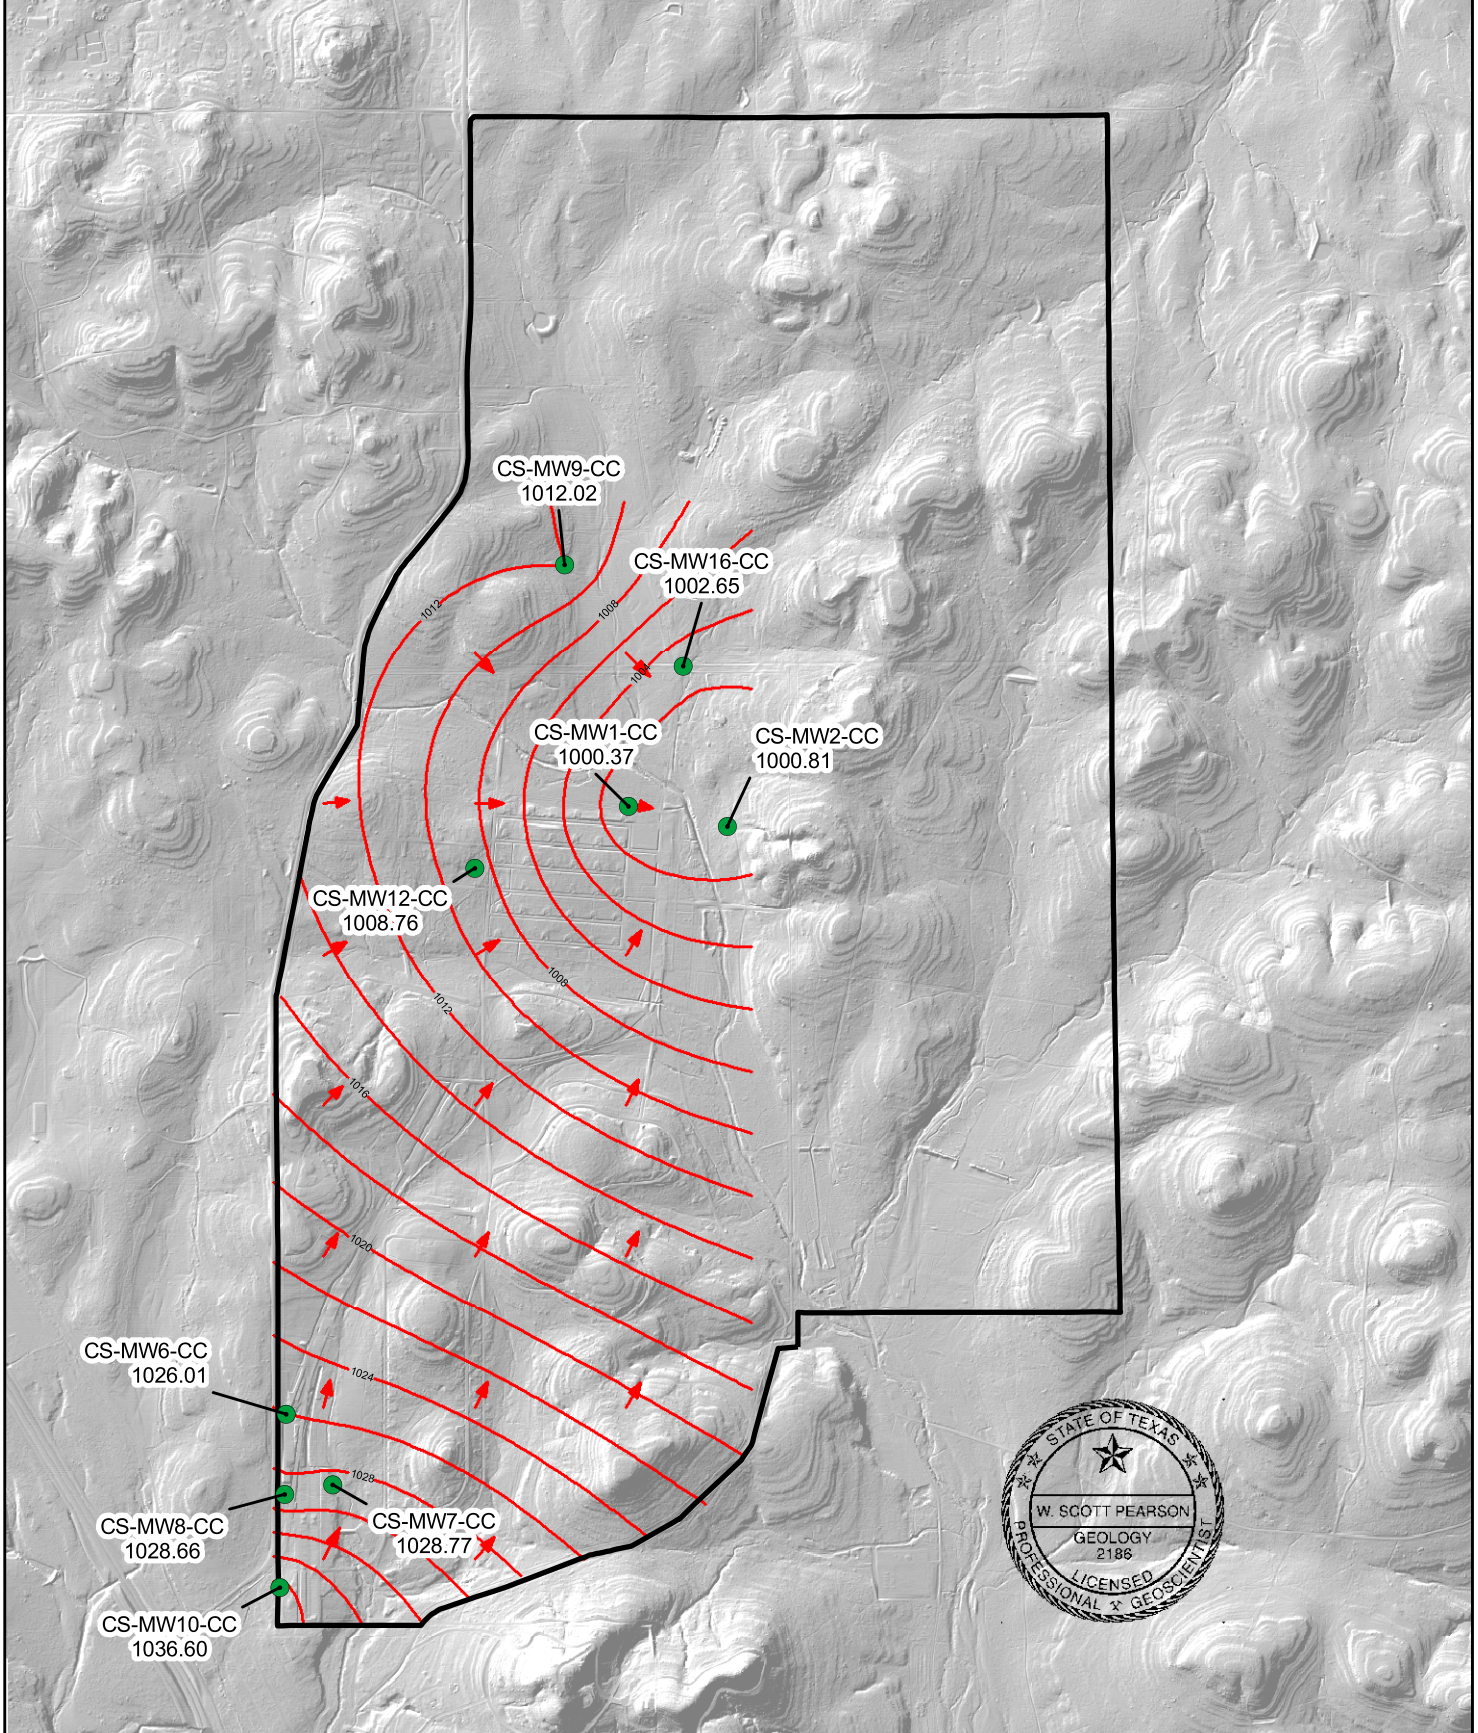 CS-MW9-CC
1012.02
CS-MW16-CC
1002.65
1012
1008
1004
CS-MW1-CC
1000.37
CS-MW2-CC
1000.81
CS-MW12-CC
1008.76
1008
1012
1016
1020
CS-MW6-CC
1026.01
1024
1028
CS-MW8-CC
1028.66
CS-MW7-CC
1028.77
CS-MW10-CC
1036.60
STATE OF TEXAS
W. SCOTT PEARSON
GEOLOGY
2186
LICENSED
PROFESSIONAL GEOSCIENTIST